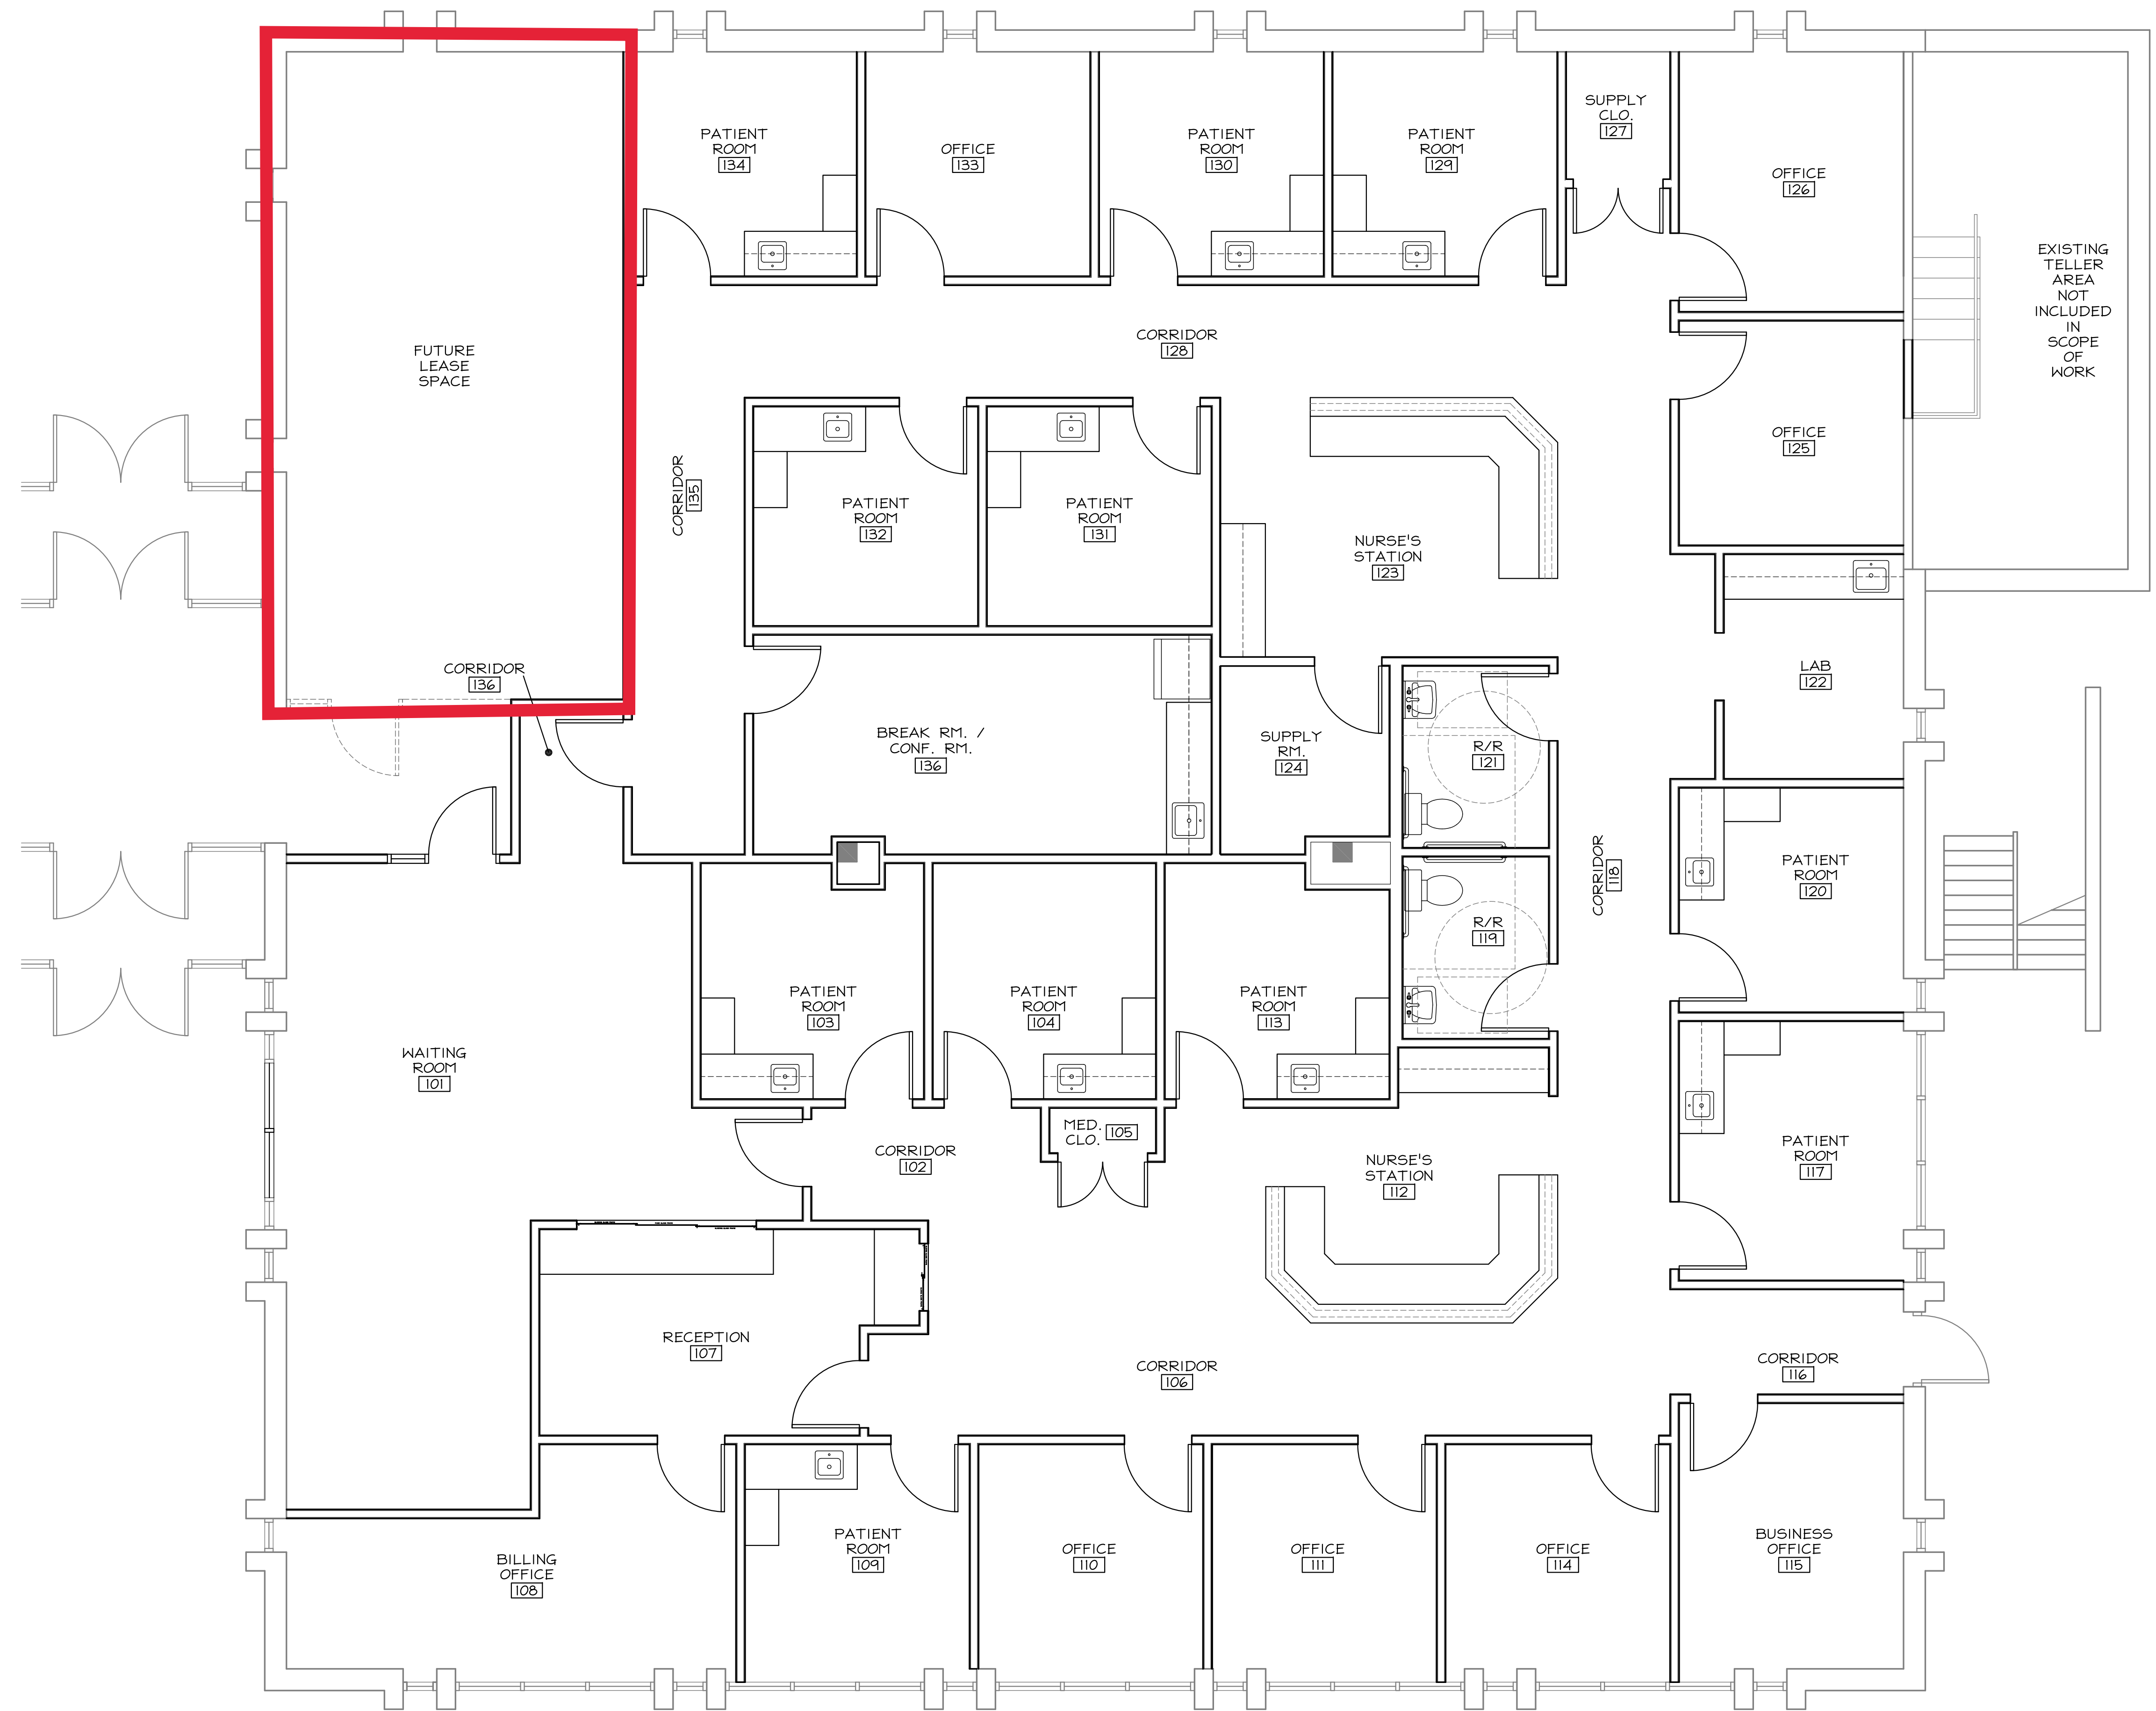 PATIENT
ROOM
134
OFFICE
133
PATIENT
ROOM
130
PATIENT
ROOM
129
SUPPLY
CLO.
127
OFFICE
126
EXISTING
TELLER
AREA
NOT
INCLUDED
IN
SCOPE
OF
WORK
FUTURE
LEASE
SPACE
CORRIDOR
128
OFFICE
125
CORRIDOR
135
PATIENT
ROOM
132
PATIENT
ROOM
131
NURSE'S
STATION
123
CORRIDOR
136
LAB
122
BREAK RM. /
CONF. RM.
136
SUPPLY
RM.
124
R/R
121
CORRIDOR
118
PATIENT
ROOM
120
R/R
119
PATIENT
ROOM
103
PATIENT
ROOM
104
PATIENT
ROOM
113
WAITING
ROOM
101
MED.
CLO. 105
CORRIDOR
102
NURSE'S
STATION
112
PATIENT
ROOM
117
RECEPTION
107
CORRIDOR
106
CORRIDOR
116
BILLING
OFFICE
108
PATIENT
ROOM
109
OFFICE
110
OFFICE
111
OFFICE
114
BUSINESS
OFFICE
115